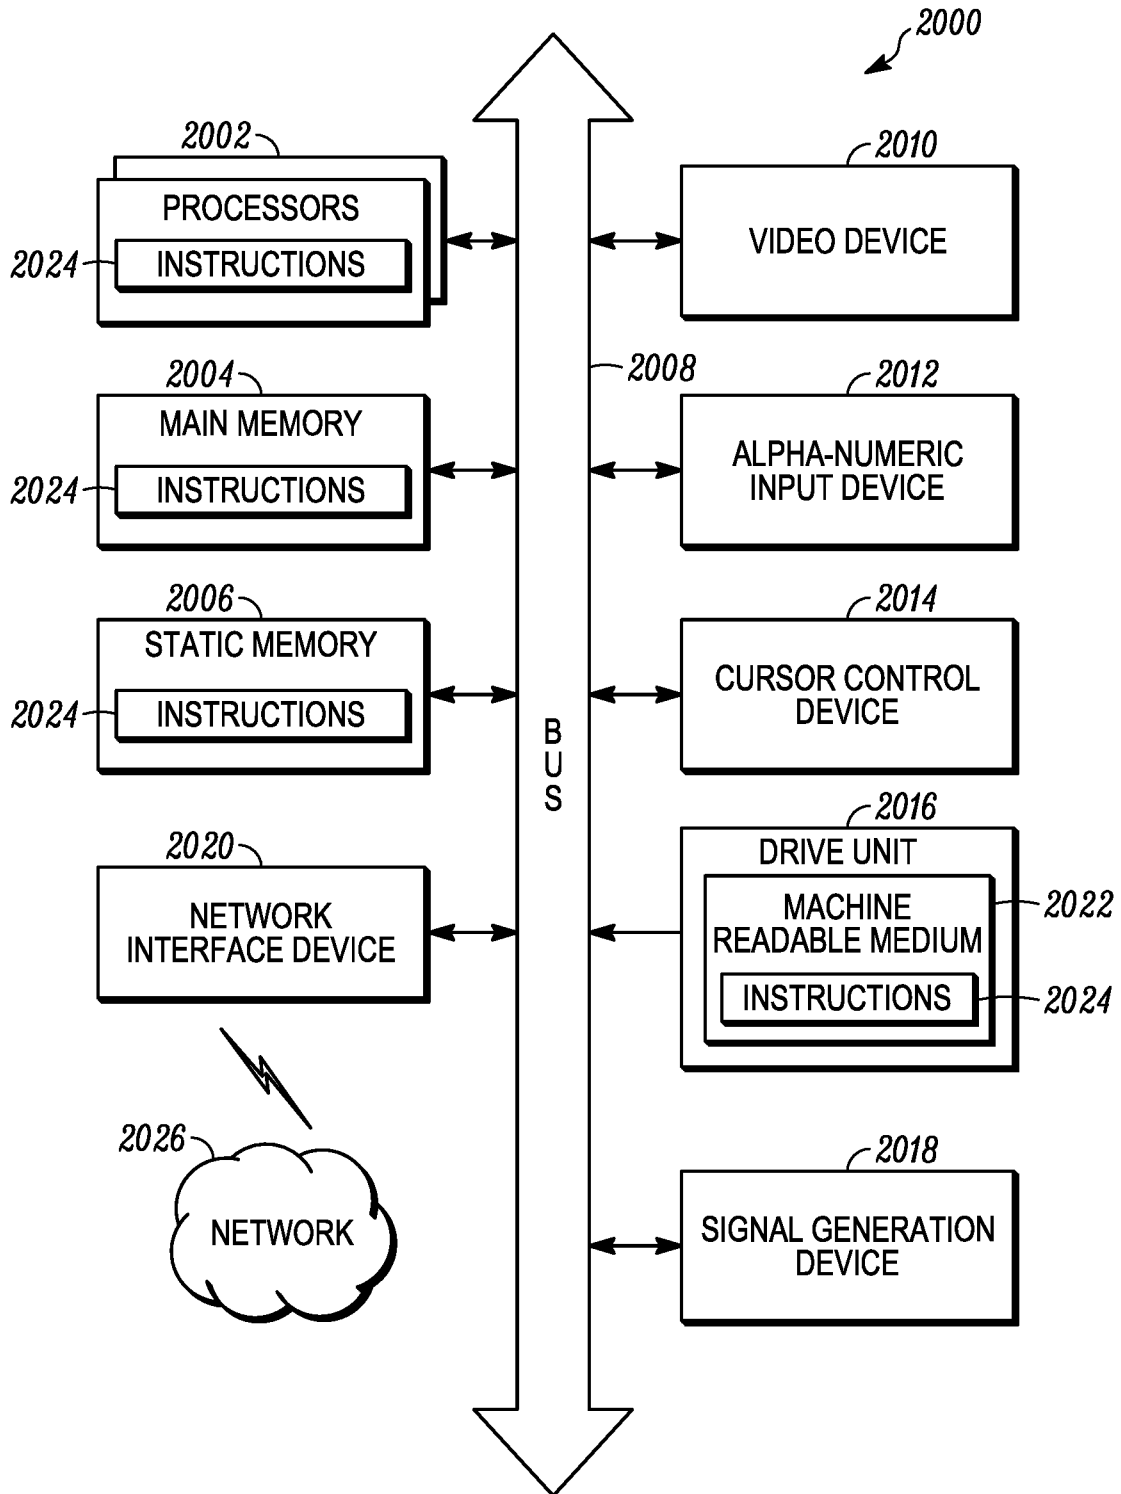 2000
2002
PROCESSORS
2024
INSTRUCTIONS
2004
MAIN MEMORY
2024
INSTRUCTIONS
2006
STATIC MEMORY
2024
INSTRUCTIONS
2020
NETWORK
INTERFACE DEVICE
2026
NETWORK
BUS
2008
2010
VIDEO DEVICE
2012
ALPHA-NUMERIC
INPUT DEVICE
2014
CURSOR CONTROL
DEVICE
2016
DRIVE UNIT
MACHINE
READABLE MEDIUM
2022
INSTRUCTIONS
2024
2018
SIGNAL GENERATION
DEVICE